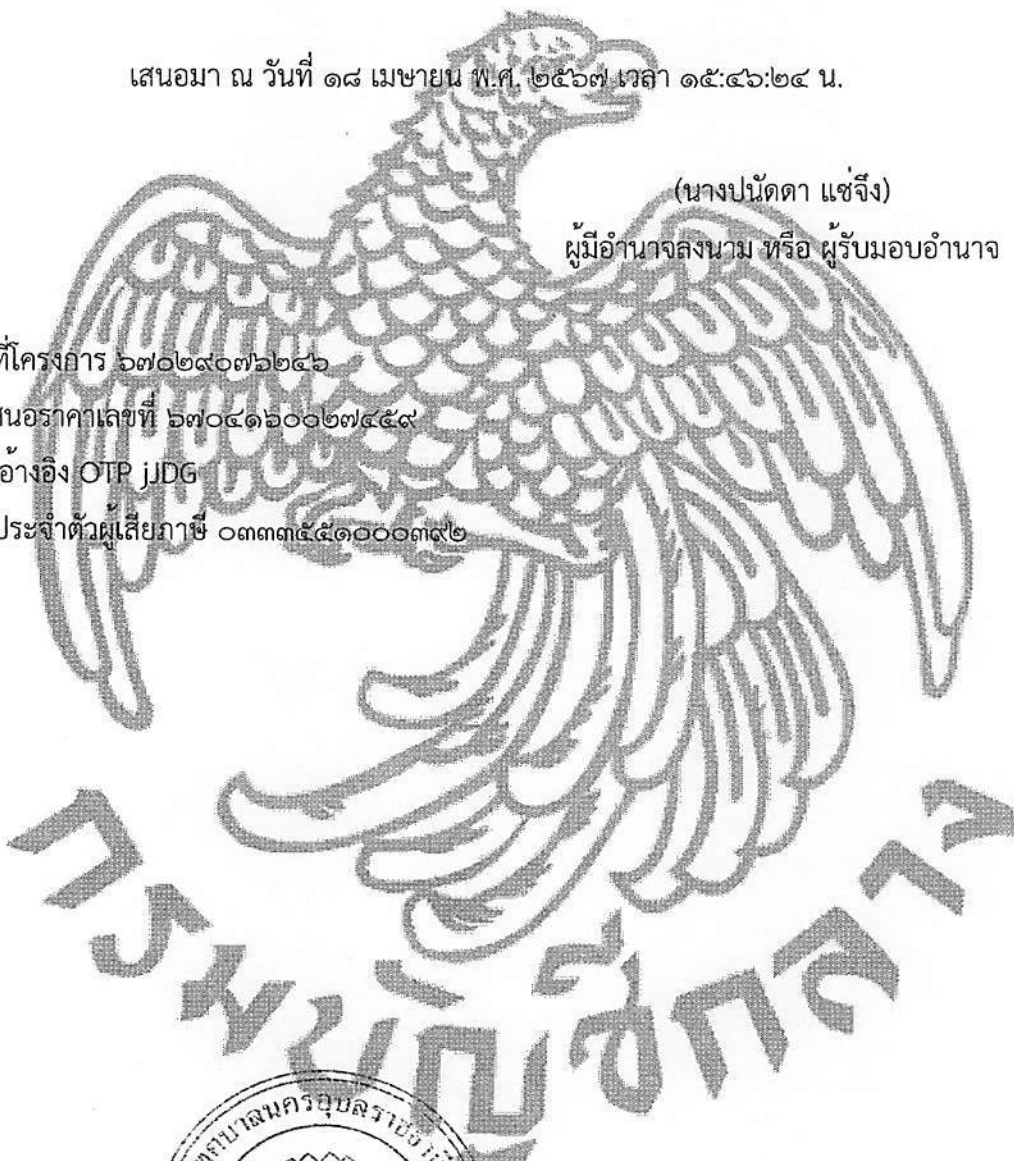 เสนอมา ณ วันที่ ๑๘ เมษายน พ.ศ. ๒๕๖๗ เวลา ๑๕:๔๖:๒๔ น.
(นางปนัดดา แซ่จึง)
ผู้มีอำนาจลงนาม หรือ ผู้รับมอบอำนาจ
ที่โครงการ ๖๗๐๒๙๐๗๖๒๔๖
สนอราคาเลขที่ ๖๗๐๔๑๖๐๐๒๗๔๕๙
อ้างอิง OTP jJDG
ประจำตัวผู้เสียภาษี ๐๓๓๓๕๕๑๐๐๐๓๙๒
กรมบัญชีกลาง